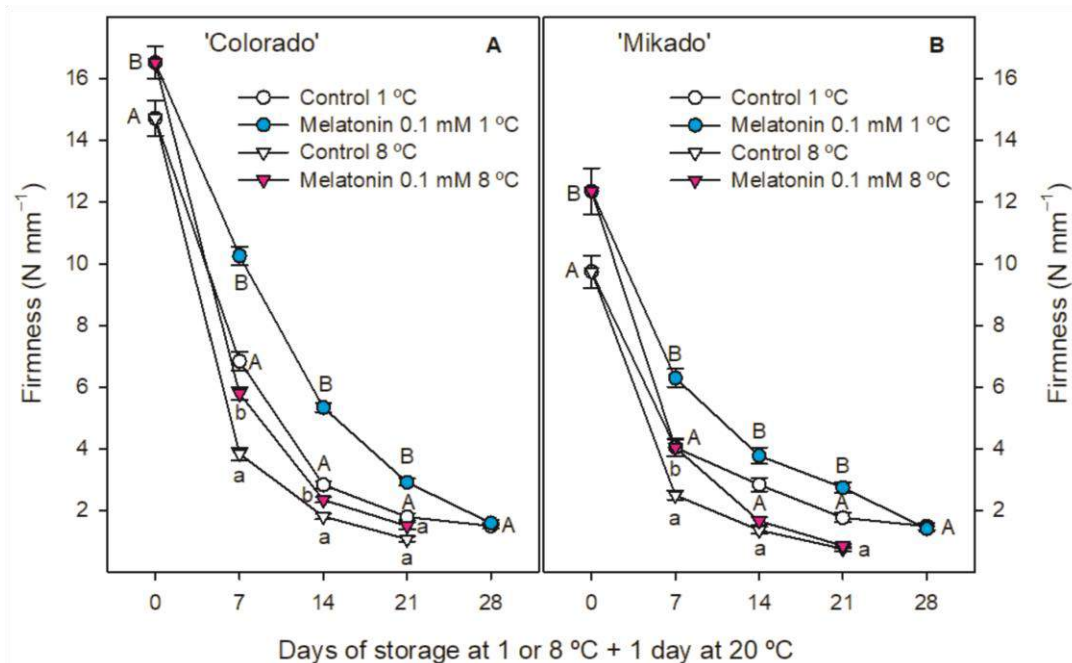 'Colorado' A
Control 1 ºC
Melatonin 0.1 mM 1 ºC
Control 8 ºC
Melatonin 0.1 mM 8 ºC
Firmness (N mm⁻¹)
16
14
12
10
8
6
4
2
B
A
B
A
b
a
B
A
b
a
B
A
a
a
A
0 7 14 21 28
'Mikado' B
Control 1 ºC
Melatonin 0.1 mM 1 ºC
Control 8 ºC
Melatonin 0.1 mM 8 ºC
B
A
B
A
b
a
B
A
a
B
A
a
A
0 7 14 21 28
16
14
12
10
8
6
4
2
Firmness (N mm⁻¹)
Days of storage at 1 or 8 ºC + 1 day at 20 ºC